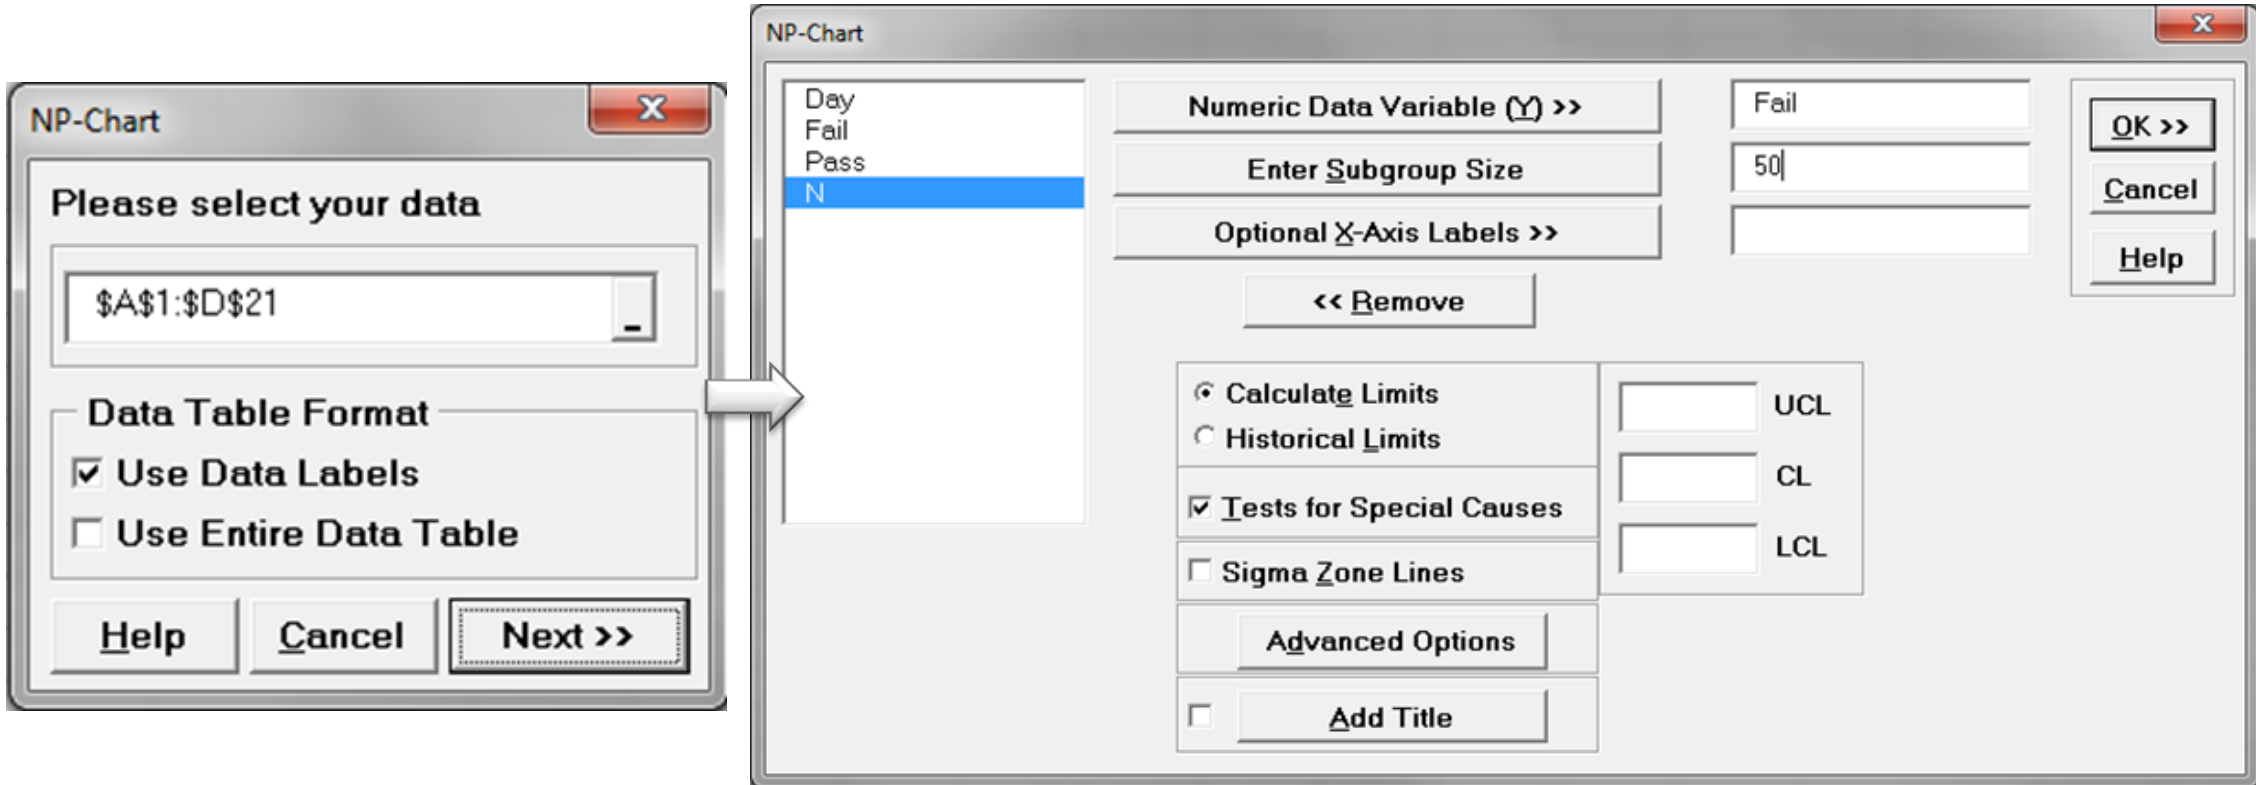 NP-Chart
Please select your data
$A$1:$D$21
Data Table Format
Use Data Labels
Use Entire Data Table
Help
Cancel
Next >>
NP-Chart
Day
Fail
Pass
N
Numeric Data Variable (Y) >>
Fail
Enter Subgroup Size
50
Optional X-Axis Labels >>
<< Remove
OK >>
Cancel
Help
Calculate Limits
Historical Limits
Tests for Special Causes
Sigma Zone Lines
Advanced Options
Add Title
UCL
CL
LCL